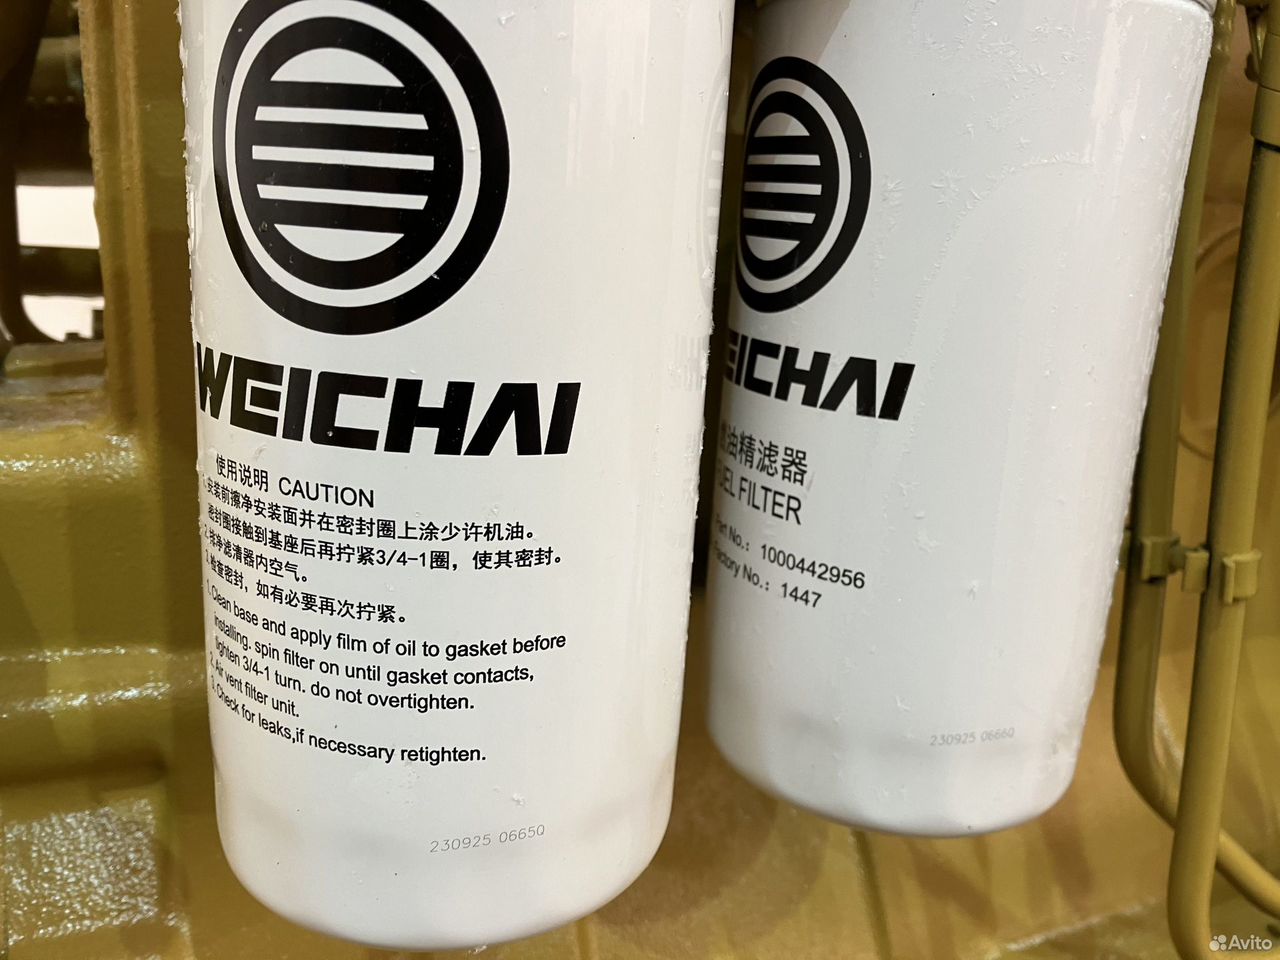 WEICHAI
使用说明 CAUTION
1.安装前擦净安装面并在密封圈上涂少许机油。
密封圈接触到基座后再拧紧3/4-1圈，使其密封。
2.排净滤清器内空气。
3.检查密封，如有必要再次拧紧。
1.Clean base and apply film of oil to gasket before
installing. spin filter on until gasket contacts,
tighten 3/4-1 turn. do not overtighten.
2.Air vent filter unit.
3.Check for leaks,if necessary retighten.
230925 06650
EICHAI
油精滤器
FUEL FILTER
Part No.: 1000442956
Factory No.: 1447
230925 06660
Avito